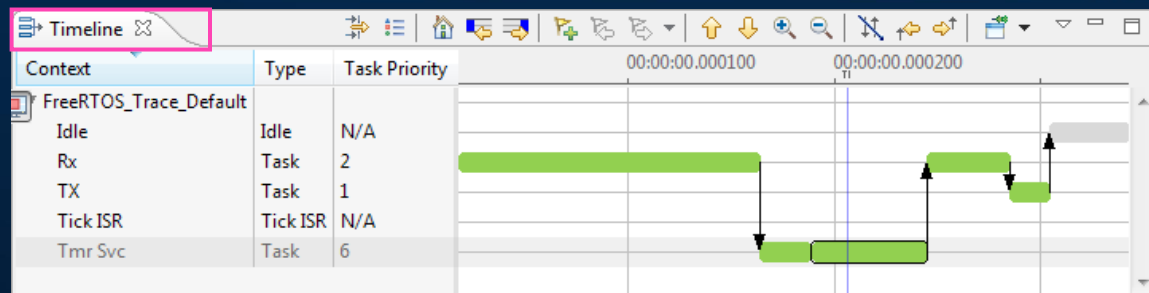 Timeline
Context Type Task Priority 00:00:00.000100 00:00:00.000200
TI
FreeRTOS_Trace_Default
Idle Idle N/A
Rx Task 2
TX Task 1
Tick ISR Tick ISR N/A
Tmr Svc Task 6